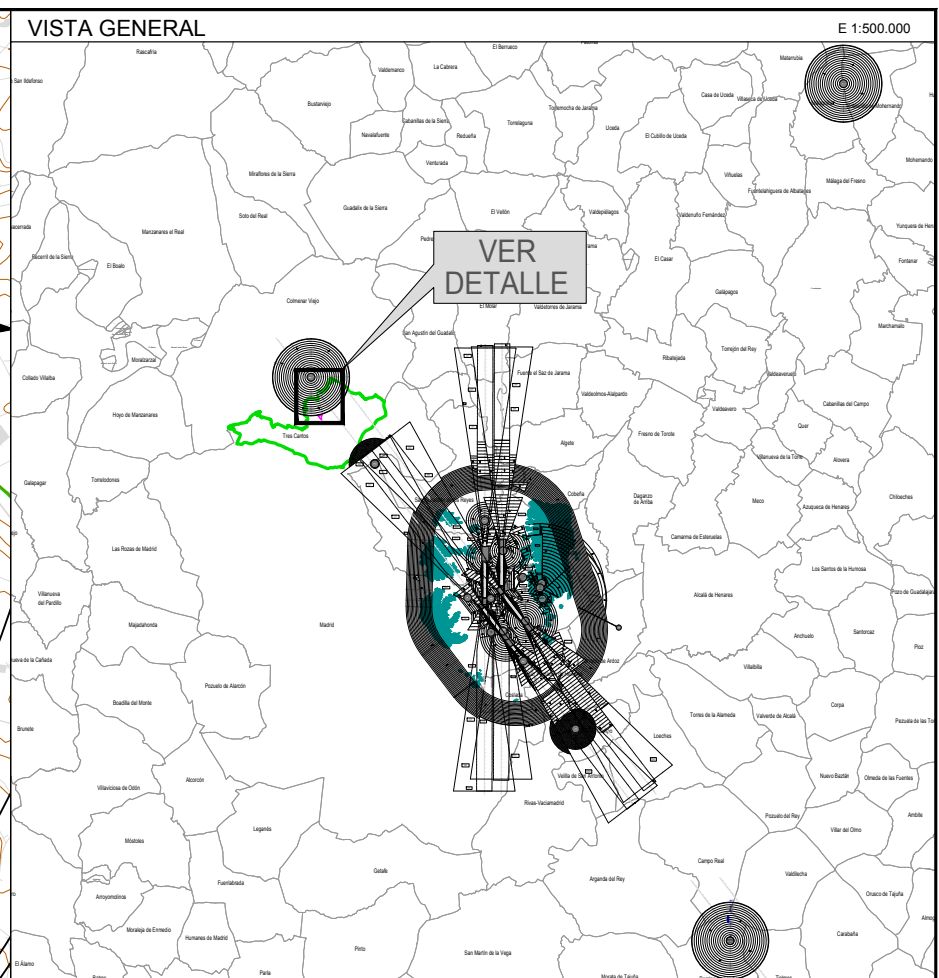 VISTA GENERAL
E 1:500.000
El Berrueco
Rascafría
Matarrubia
La Cabrera
Valdemanco
San Ildefonso
Casa de Uceda
Bustarviejo
Torremocha de Jarama
Cabanillas de la Sierra
Torrelaguna
Uceda
Navalafuente
Redueña
El Cubillo de Uceda
Venturada
Mohernando
Miraflores de la Sierra
Viñuelas
Málaga del Fresno
Fuentelahiguera de Albatages
Guadalix de la Sierra
El Vellón
Valdepiélagos
Valdenuño Fernández
Soto del Real
Manzanares el Real
VER
DETALLE
El Casar
Fontanar
El Boalo
Galápagos
Colmenar Viejo
El Molar
Valdetorres de Jarama
Marchamalo
Torrejón del Rey
Ribatejada
Moralzarzal
Fuente el Saz de Jarama
Collado Villalba
Valdeolmos-Alalpardo
Valdeavero
Cabanillas del Campo
Hoyo de Manzanares
Quer
Tres Cantos
Fresno de Torote
Algete
Villanueva de la Torre
Alovera
Galapagar
Torrelodones
Cobeña
Daganzo
de Arriba
Meco
Chiloeches
Azuqueca de Henares
Camarma de Esteruelas
Las Rozas de Madrid
Los Santos de la Humosa
Villanueva
del Pardillo
Alcalá de Henares
Majadahonda
Madrid
Anchuelo
Santorcaz
Pioz
Villalbilla
Pozuelo de Alarcón
Boadilla del Monte
Coslada
Corpa
Torres de la Alameda
Valverde de Alcalá
Brunete
Loeches
Velilla de San Antonio
Nuevo Baztán
Olmeda de las Fuentes
Alcorcón
Villaviciosa de Odón
Rivas-Vaciamadrid
Pozuelo del Rey
Ambite
Leganés
Villar del Olmo
Móstoles
Campo Real
Getafe
Valdilecha
Fuenlabrada
Arganda del Rey
Arroyomolinos
Orusco de Tajuña
Moraleja de Enmedio
Humanes de Madrid
Carabaña
Pinto
San Martín de la Vega
El Álamo
Parla
Morata de Tajuña